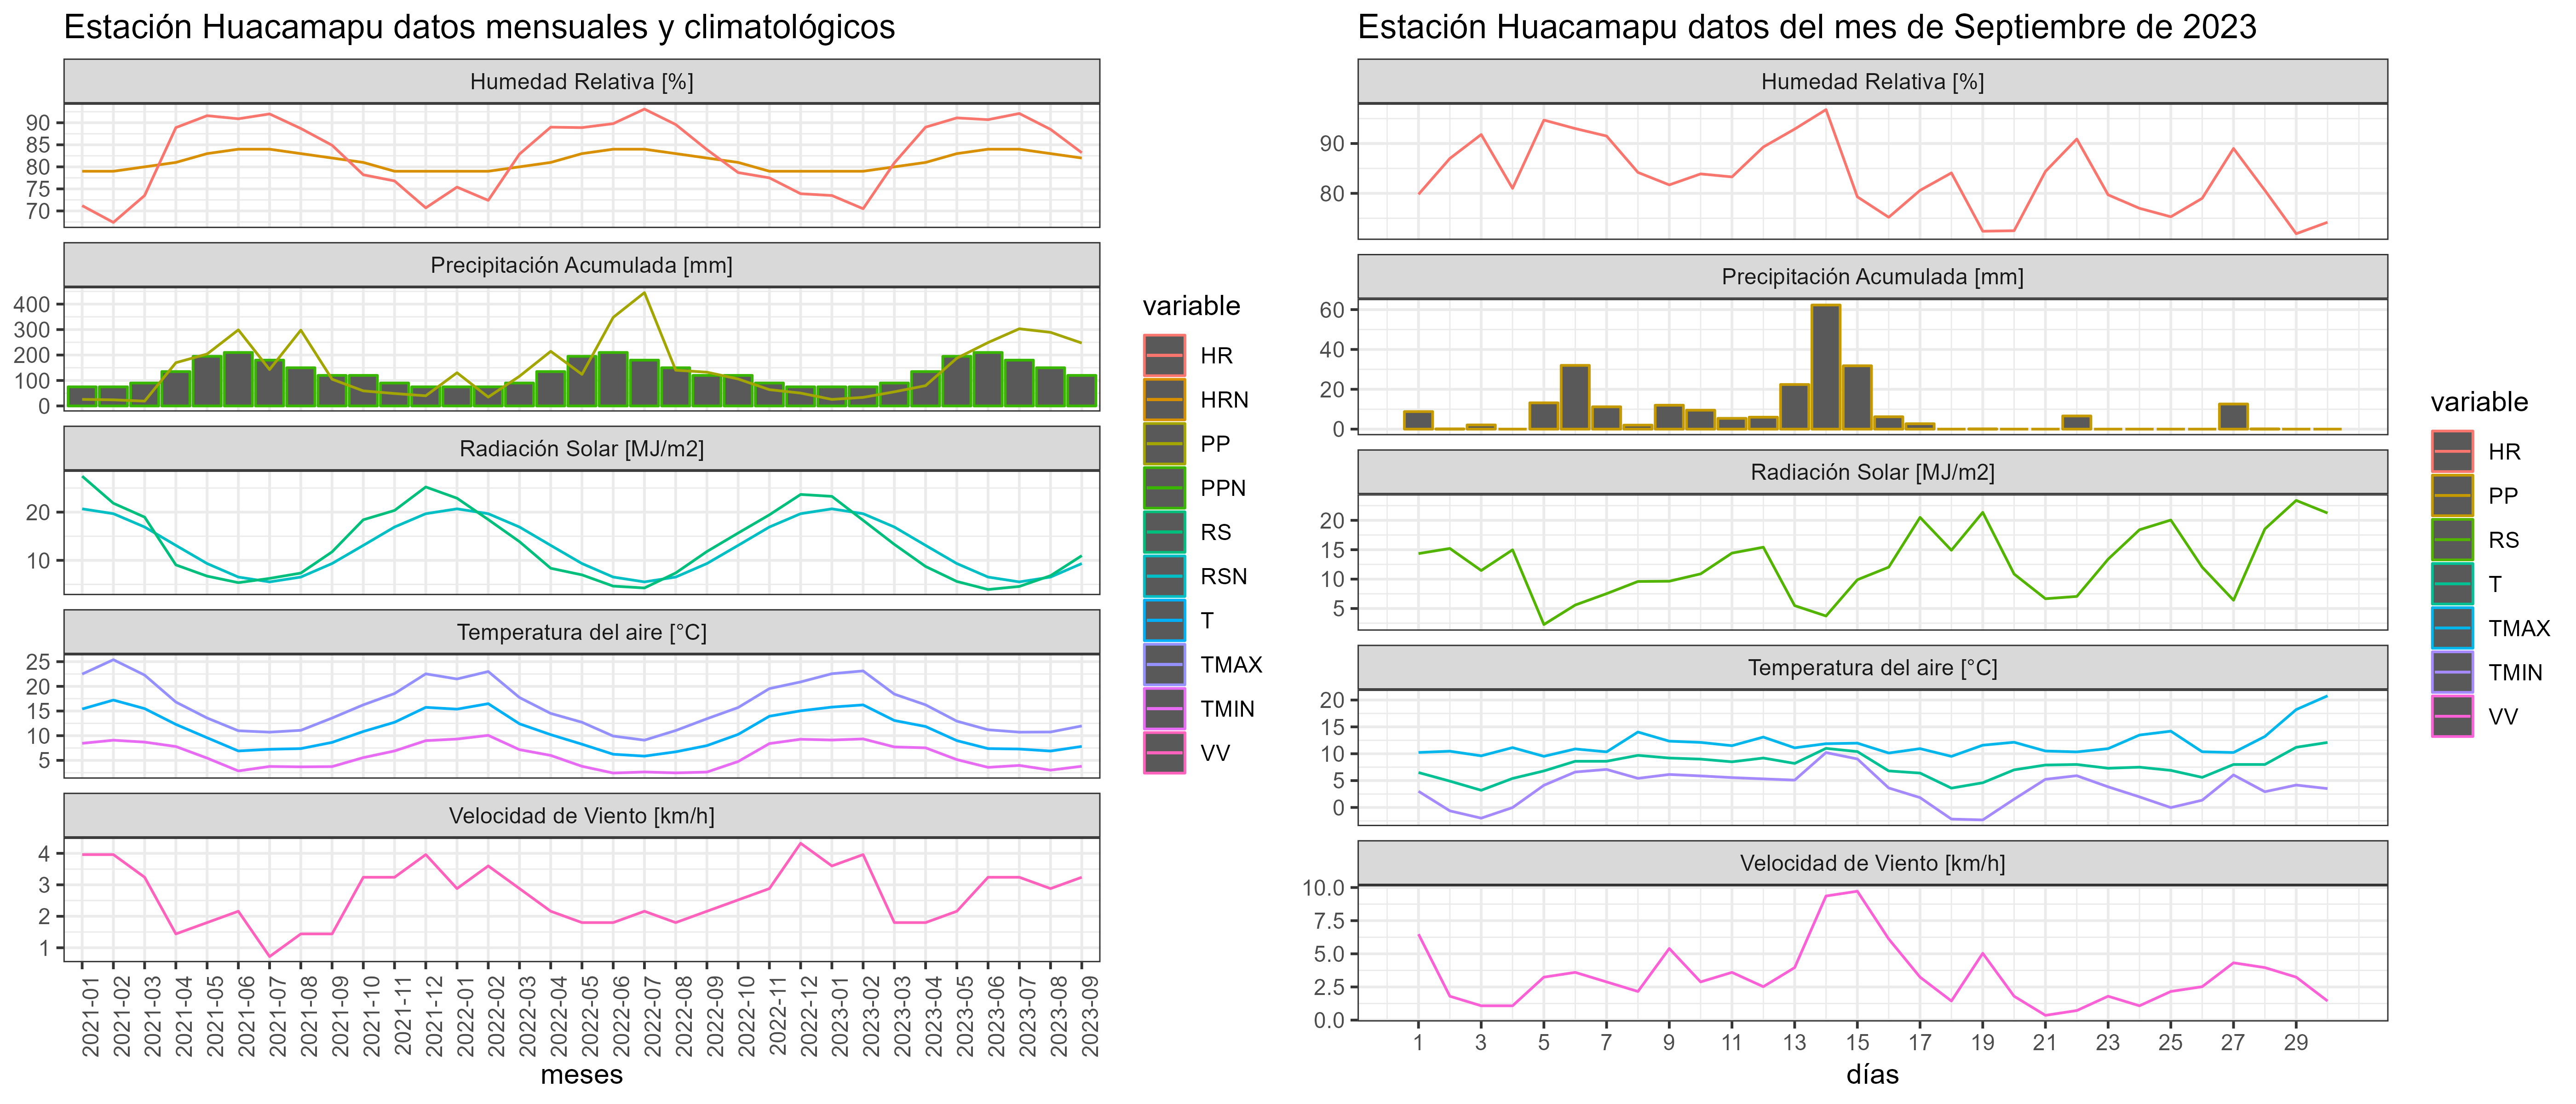 Estación Huacamapu datos mensuales y climatológicos
Humedad Relativa [%]
90
85
80
75
70
Precipitación Acumulada [mm]
400
300
200
100
0
Radiación Solar [MJ/m2]
20
10
Temperatura del aire [°C]
25
20
15
10
5
Velocidad de Viento [km/h]
4
3
2
1
2021-01
2021-02
2021-03
2021-04
2021-05
2021-06
2021-07
2021-08
2021-09
2021-10
2021-11
2021-12
2022-01
2022-02
2022-03
2022-04
2022-05
2022-06
2022-07
2022-08
2022-09
2022-10
2022-11
2022-12
2023-01
2023-02
2023-03
2023-04
2023-05
2023-06
2023-07
2023-08
2023-09
meses
variable
HR
HRN
PP
PPN
RS
RSN
T
TMAX
TMIN
VV
Estación Huacamapu datos del mes de Septiembre de 2023
Humedad Relativa [%]
90
80
Precipitación Acumulada [mm]
60
40
20
0
Radiación Solar [MJ/m2]
20
15
10
5
Temperatura del aire [°C]
20
15
10
5
0
Velocidad de Viento [km/h]
10.0
7.5
5.0
2.5
0.0
1 3 5 7 9 11 13 15 17 19 21 23 25 27 29
días
variable
HR
PP
RS
T
TMAX
TMIN
VV